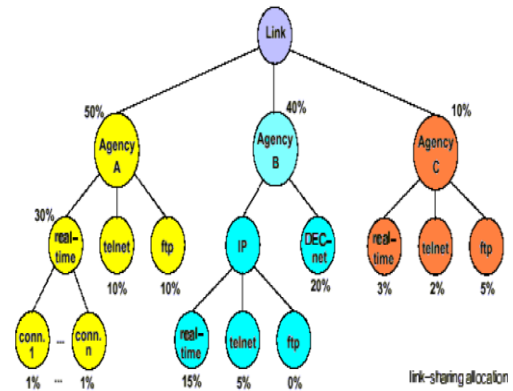 Link
50%
40%
10%
Agency
A
Agency
B
Agency
C
30%
real-
time
telnet
ftp
IP
DEC-
net
real-
time
telnet
ftp
10%
10%
20%
3%
2%
5%
conn.
1
...
conn.
n
real-
time
telnet
ftp
1%
...
1%
15%
5%
0%
link-sharing allocation